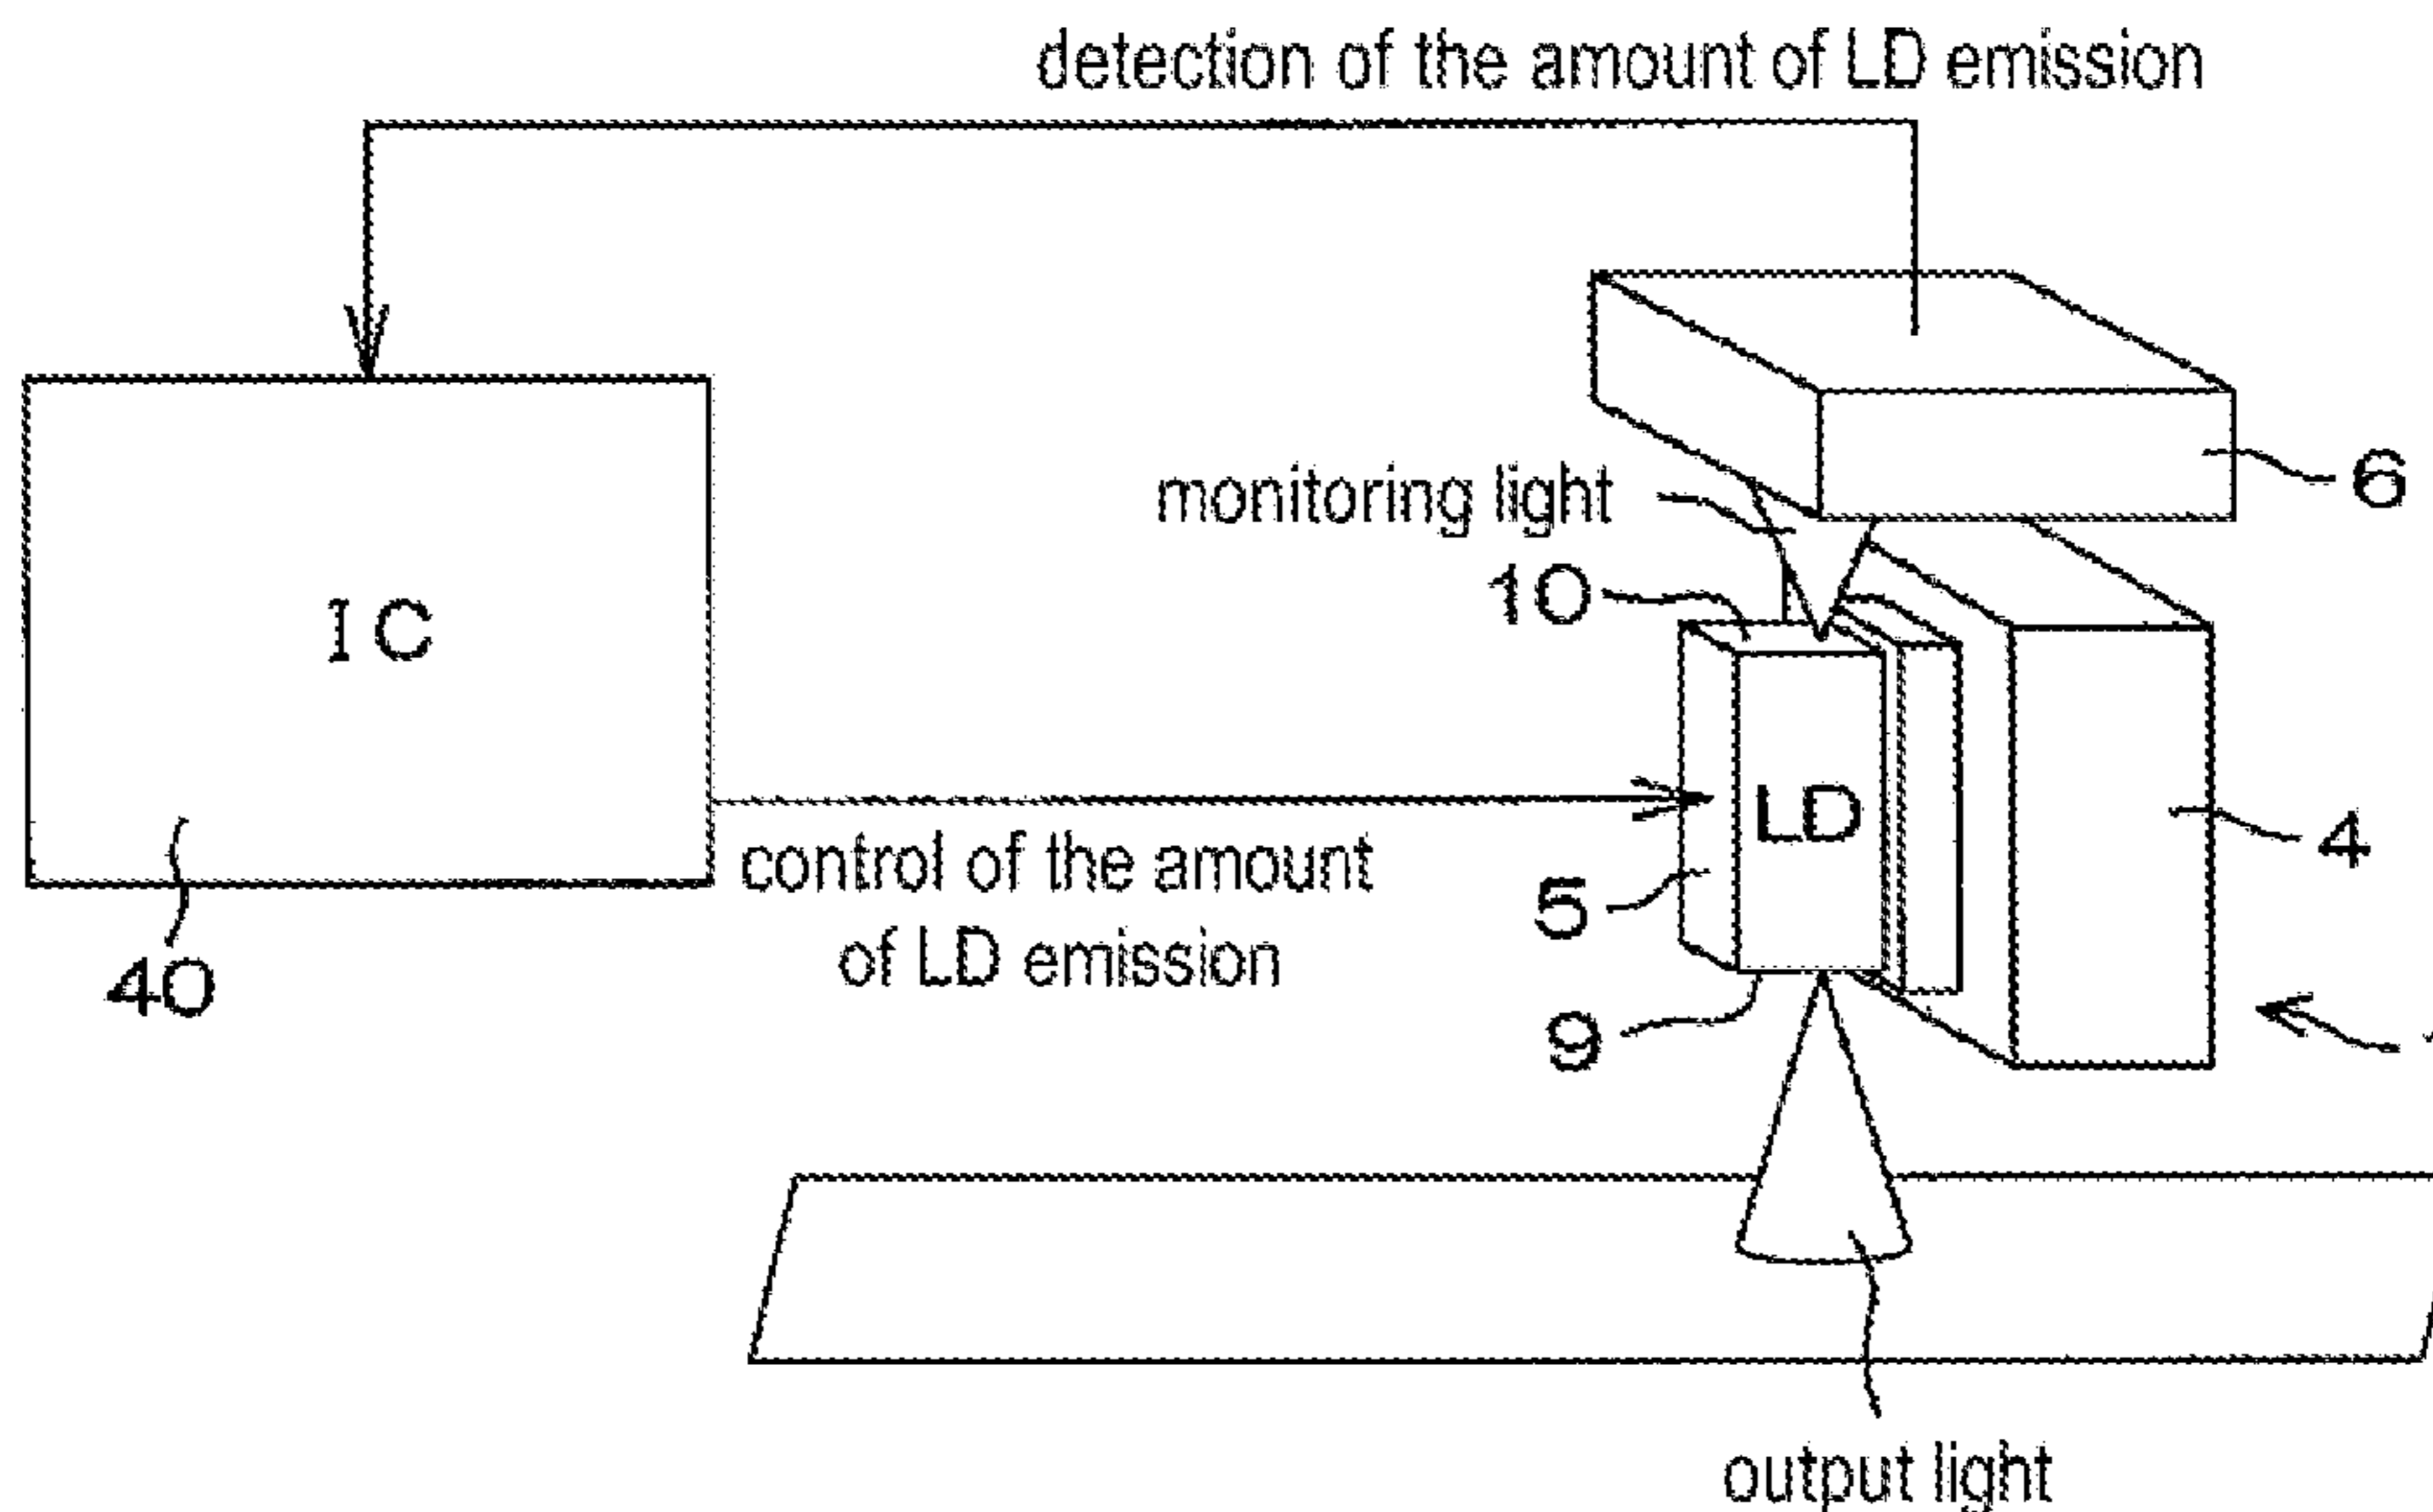 detection of the amount of LD emission
6
monitoring light
10
IC
LD
4
control of the amount
of LD emission
5
40
9
output light